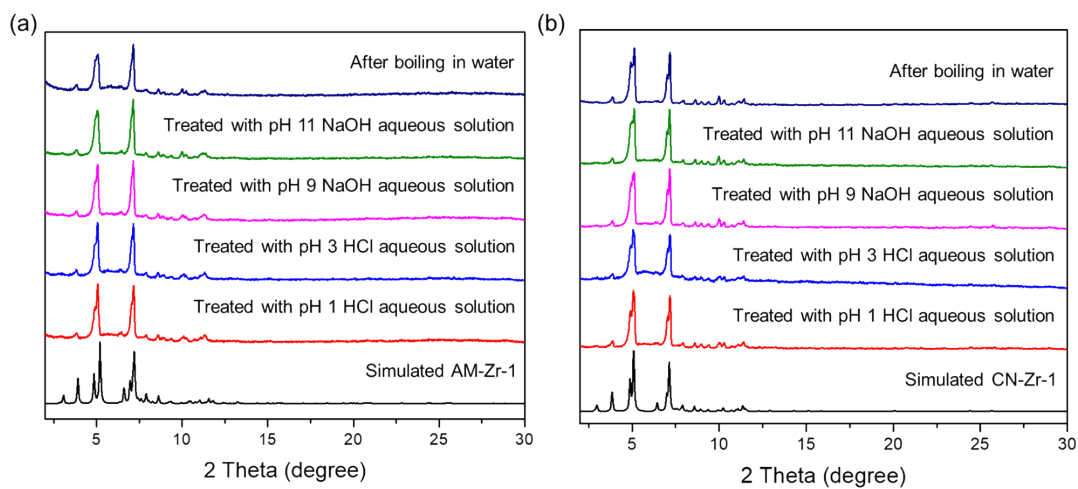 (a)
After boiling in water
Treated with pH 11 NaOH aqueous solution
Treated with pH 9 NaOH aqueous solution
Treated with pH 3 HCl aqueous solution
Treated with pH 1 HCl aqueous solution
Simulated AM-Zr-1
5 10 15 20 25 30
2 Theta (degree)
(b)
After boiling in water
Treated with pH 11 NaOH aqueous solution
Treated with pH 9 NaOH aqueous solution
Treated with pH 3 HCl aqueous solution
Treated with pH 1 HCl aqueous solution
Simulated CN-Zr-1
5 10 15 20 25 30
2 Theta (degree)